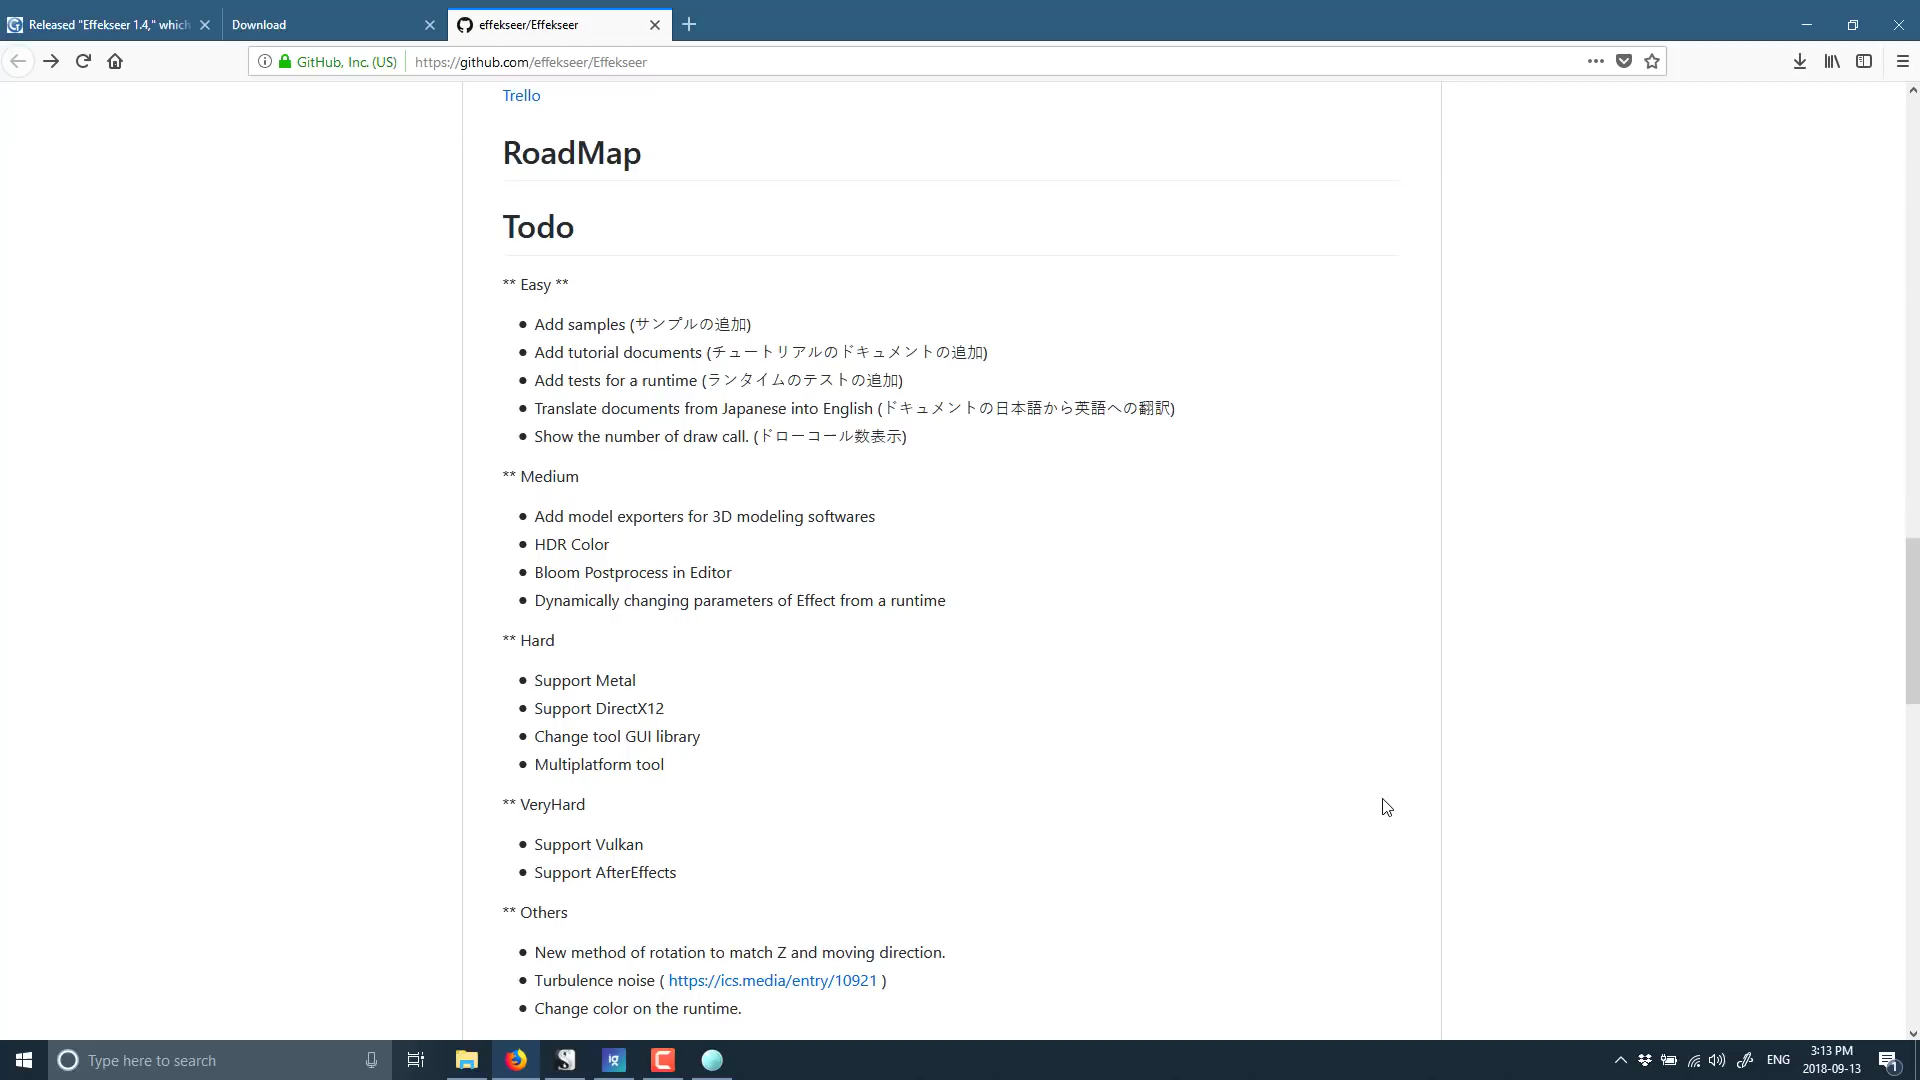 Released "Effekseer 1.4," which
Download
effekseer/Effekseer
GitHub, Inc. (US)
https://github.com/effekseer/Effekseer
Trello
RoadMap
Todo
** Easy **
Add samples (サンプルの追加)
Add tutorial documents (チュートリアルのドキュメントの追加)
Add tests for a runtime (ランタイムのテストの追加)
Translate documents from Japanese into English (ドキュメントの日本語から英語への翻訳)
Show the number of draw call. (ドローコール数表示)
** Medium
Add model exporters for 3D modeling softwares
HDR Color
Bloom Postprocess in Editor
Dynamically changing parameters of Effect from a runtime
** Hard
Support Metal
Support DirectX12
Change tool GUI library
Multiplatform tool
** VeryHard
Support Vulkan
Support AfterEffects
** Others
New method of rotation to match Z and moving direction.
Turbulence noise ( https://ics.media/entry/10921 )
Change color on the runtime.
Type here to search
ig
ENG
3:13 PM
2018-09-13
1